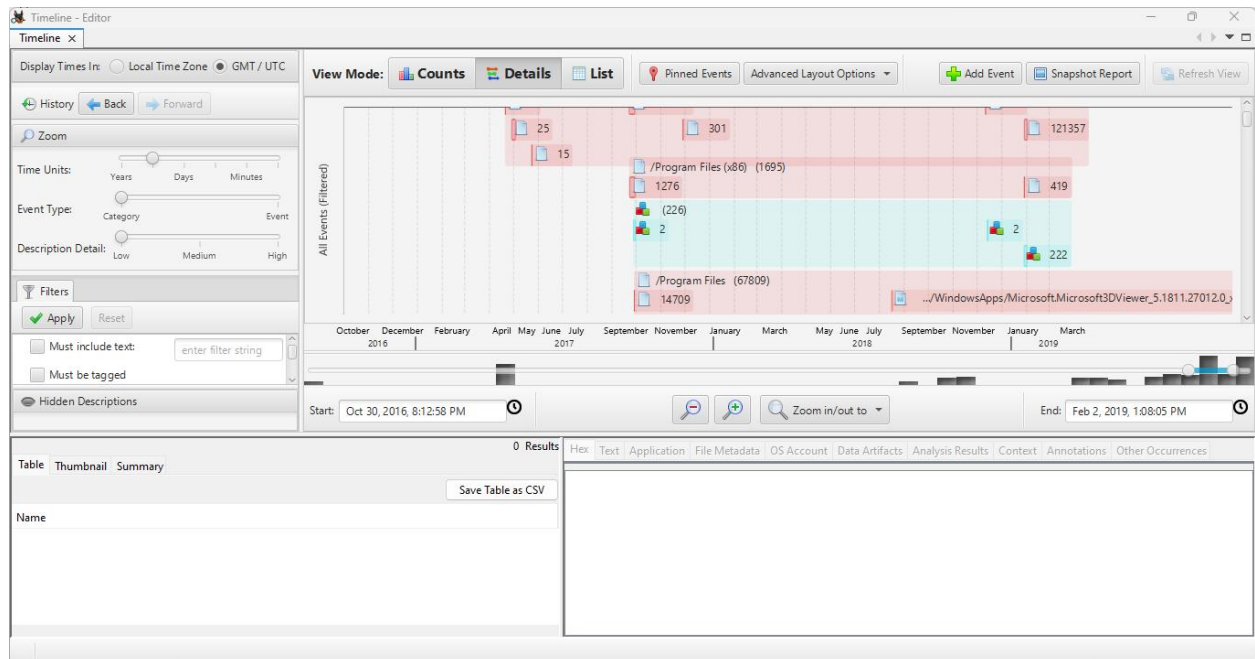 Timeline - Editor
Timeline ×
Display Times In: Local Time Zone GMT / UTC
History Back Forward
Zoom
Time Units: Years Days Minutes
Event Type: Category Event
Description Detail: Low Medium High
Filters
Apply Reset
Must include text: enter filter string
Must be tagged
Hidden Descriptions
View Mode: Counts Details List Pinned Events Advanced Layout Options Add Event Snapshot Report Refresh View
All Events (Filtered)
25 301 121357
15
/Program Files (x86) (1695)
1276 419
(226)
2 2
222
/Program Files (67809)
14709 .../WindowsApps/Microsoft.Microsoft3DViewer_5.1811.27012.0_x
October December February April May June July September November January March May June July September November January March
2016 2017 2018 2019
Start: Oct 30, 2016, 8:12:58 PM Zoom in/out to End: Feb 2, 2019, 1:08:05 PM
0 Results
Table Thumbnail Summary
Save Table as CSV
Name
Hex Text Application File Metadata OS Account Data Artifacts Analysis Results Context Annotations Other Occurrences